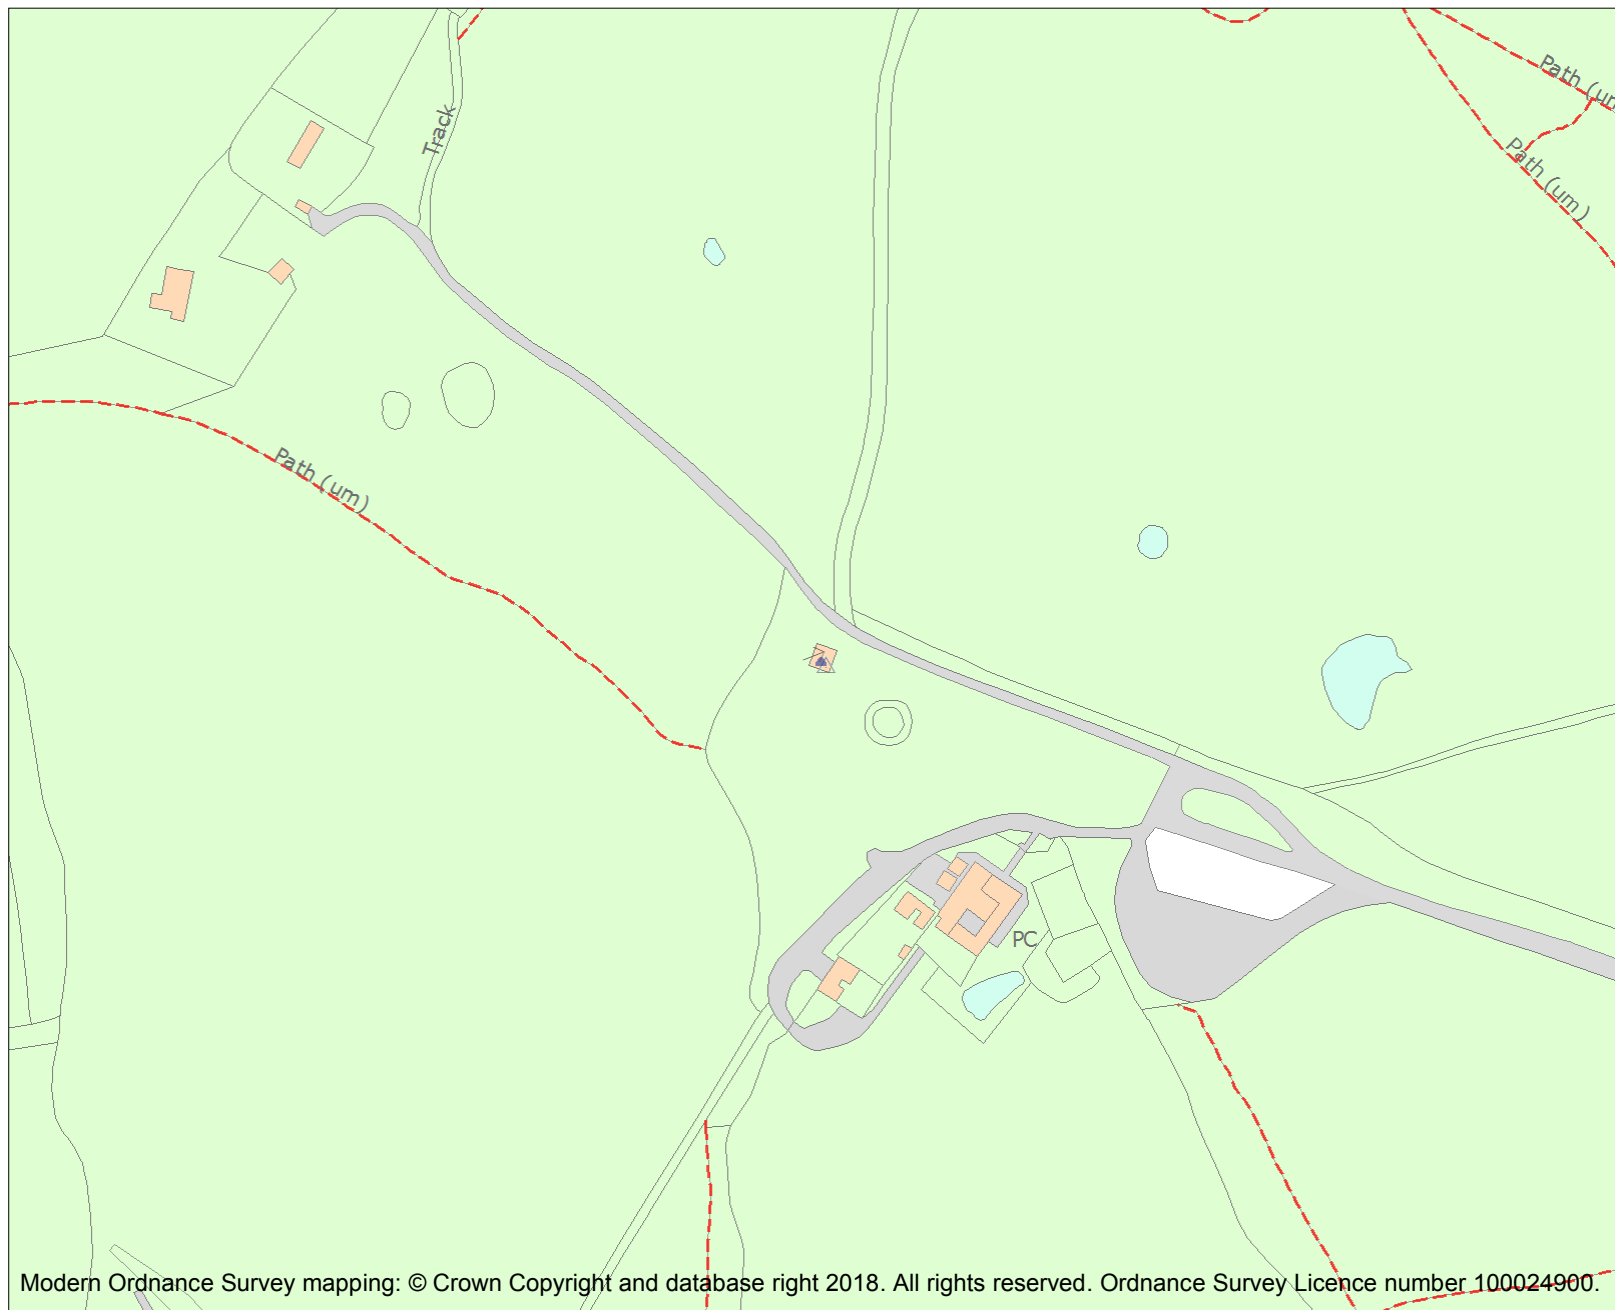 Path (um
Track
Path (um)
Path (um)
PC
Modern Ordnance Survey mapping: © Crown Copyright and database right 2018. All rights reserved. Ordnance Survey Licence number 100024900.